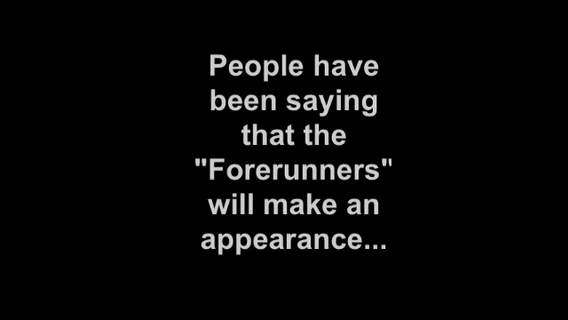 People have
been saying
that the
"Forerunners"
will make an
appearance...